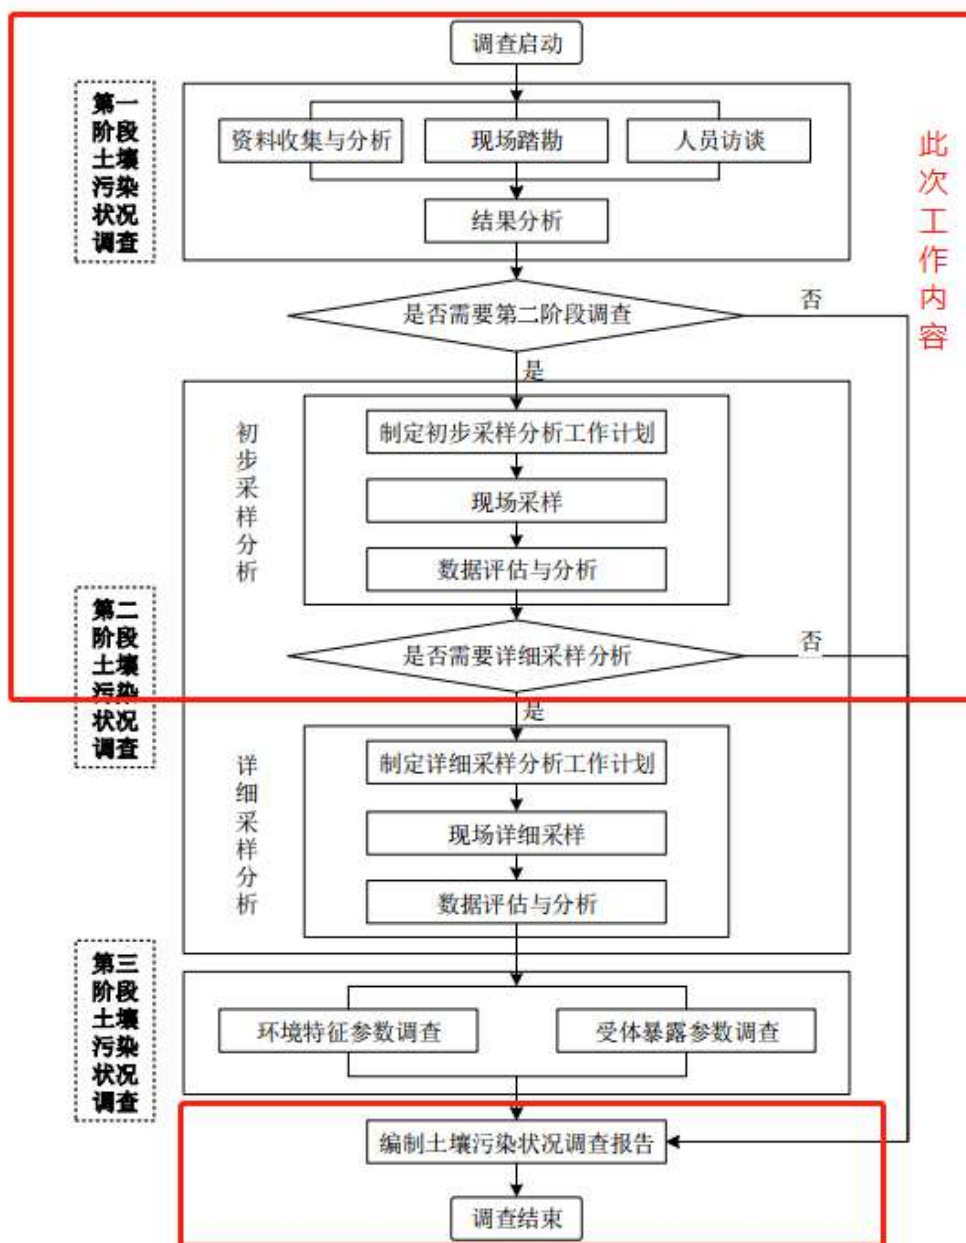 调查启动
第一
阶段
土壤
污染
状况
调查
资料收集与分析
现场踏勘
人员访谈
结果分析
此次工作内容
是否需要第二阶段调查
否
是
初步采样分析
制定初步采样分析工作计划
现场采样
数据评估与分析
第二
阶段
土壤
污染
状况
调查
是否需要详细采样分析
否
是
详细采样分析
制定详细采样分析工作计划
现场详细采样
数据评估与分析
第三
阶段
土壤
污染
状况
调查
环境特征参数调查
受体暴露参数调查
编制土壤污染状况调查报告
调查结束